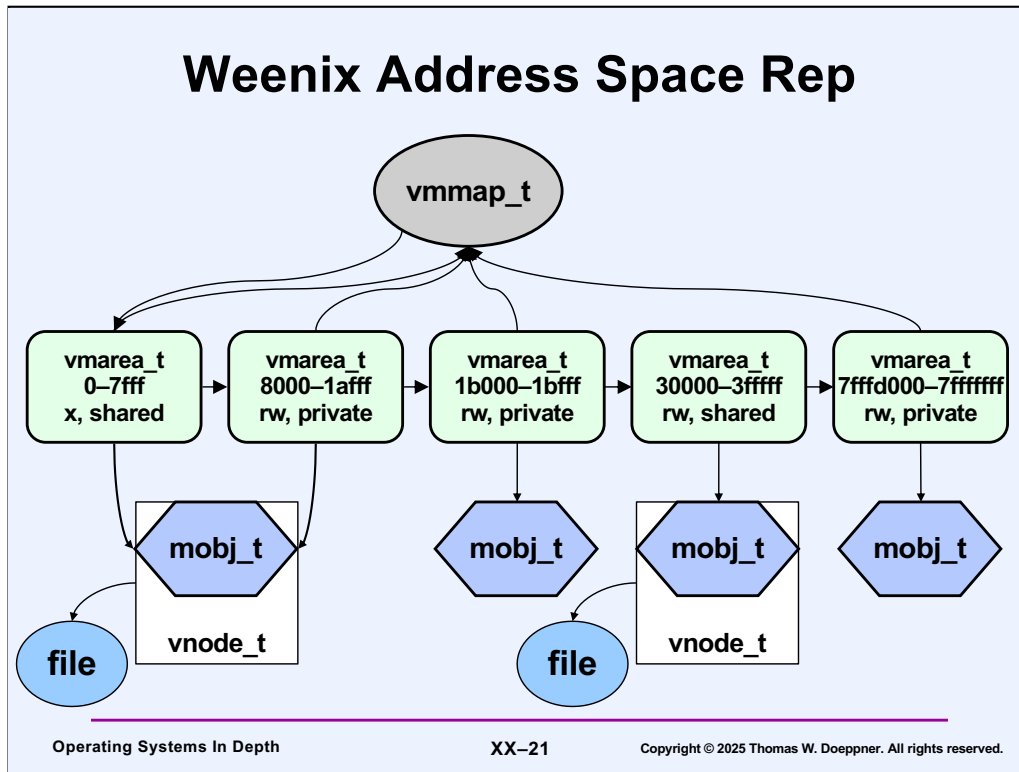 Weenix Address Space Rep
vmmap_t
vmarea_t
0–7fff
x, shared
vmarea_t
8000–1afff
rw, private
vmarea_t
1b000–1bfff
rw, private
vmarea_t
30000–3fffff
rw, shared
vmarea_t
7fffd000–7fffffff
rw, private
mobj_t
mobj_t
mobj_t
mobj_t
vnode_t
vnode_t
file
file
Operating Systems In Depth
XX–21
Copyright © 2025 Thomas W. Doeppner. All rights reserved.